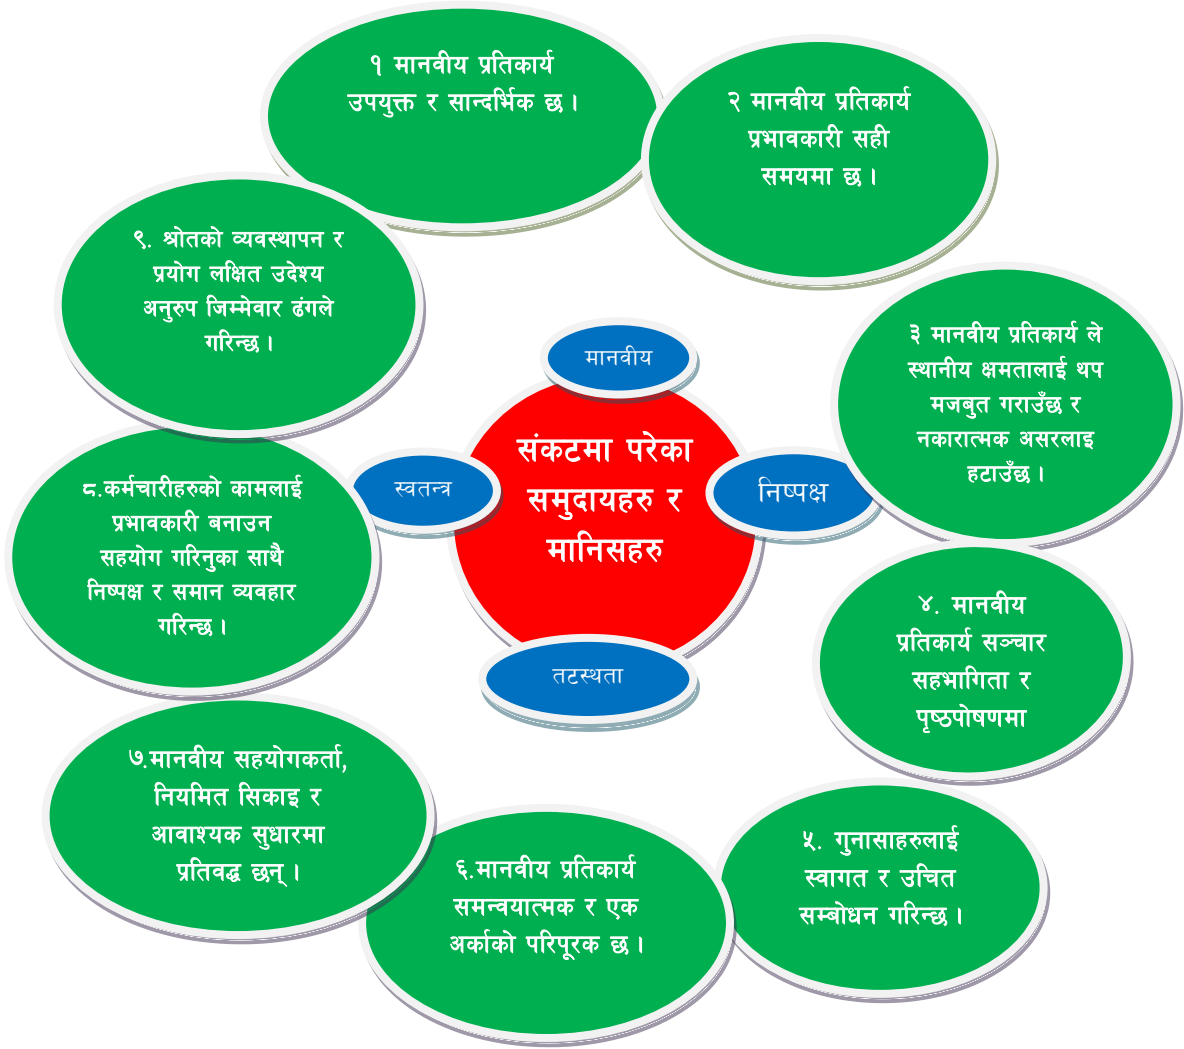 १ मानवीय प्रतिकार्य
उपयुक्त र सान्दर्भिक छ।
२ मानवीय प्रतिकार्य
प्रभावकारी सही
समयमा छ।
३ मानवीय प्रतिकार्य ले
स्थानीय क्षमतालाई थप
मजबुत गराउँछ र
नकारात्मक असरलाइ
हटाउँछ।
४. मानवीय
प्रतिकार्य सञ्चार
सहभागिता र
पृष्ठपोषणमा
५. गुनासाहरुलाई
स्वागत र उचित
सम्बोधन गरिन्छ।
६.मानवीय प्रतिकार्य
समन्वयात्मक र एक
अर्काको परिपूरक छ।
७.मानवीय सहयोगकर्ता,
नियमित सिकाइ र
आवाश्यक सुधारमा
प्रतिवद्ध छन्।
८.कर्मचारीहरुको कामलाई
प्रभावकारी बनाउन
सहयोग गरिनुका साथै
निष्पक्ष र समान व्यवहार
गरिन्छ।
९. श्रोतको व्यवस्थापन र
प्रयोग लक्षित उदेश्य
अनुरुप जिम्मेवार ढंगले
गरिन्छ।
मानवीय
संकटमा परेका
समुदायहरु र
मानिसहरु
स्वतन्त्र
निष्पक्ष
तटस्थता